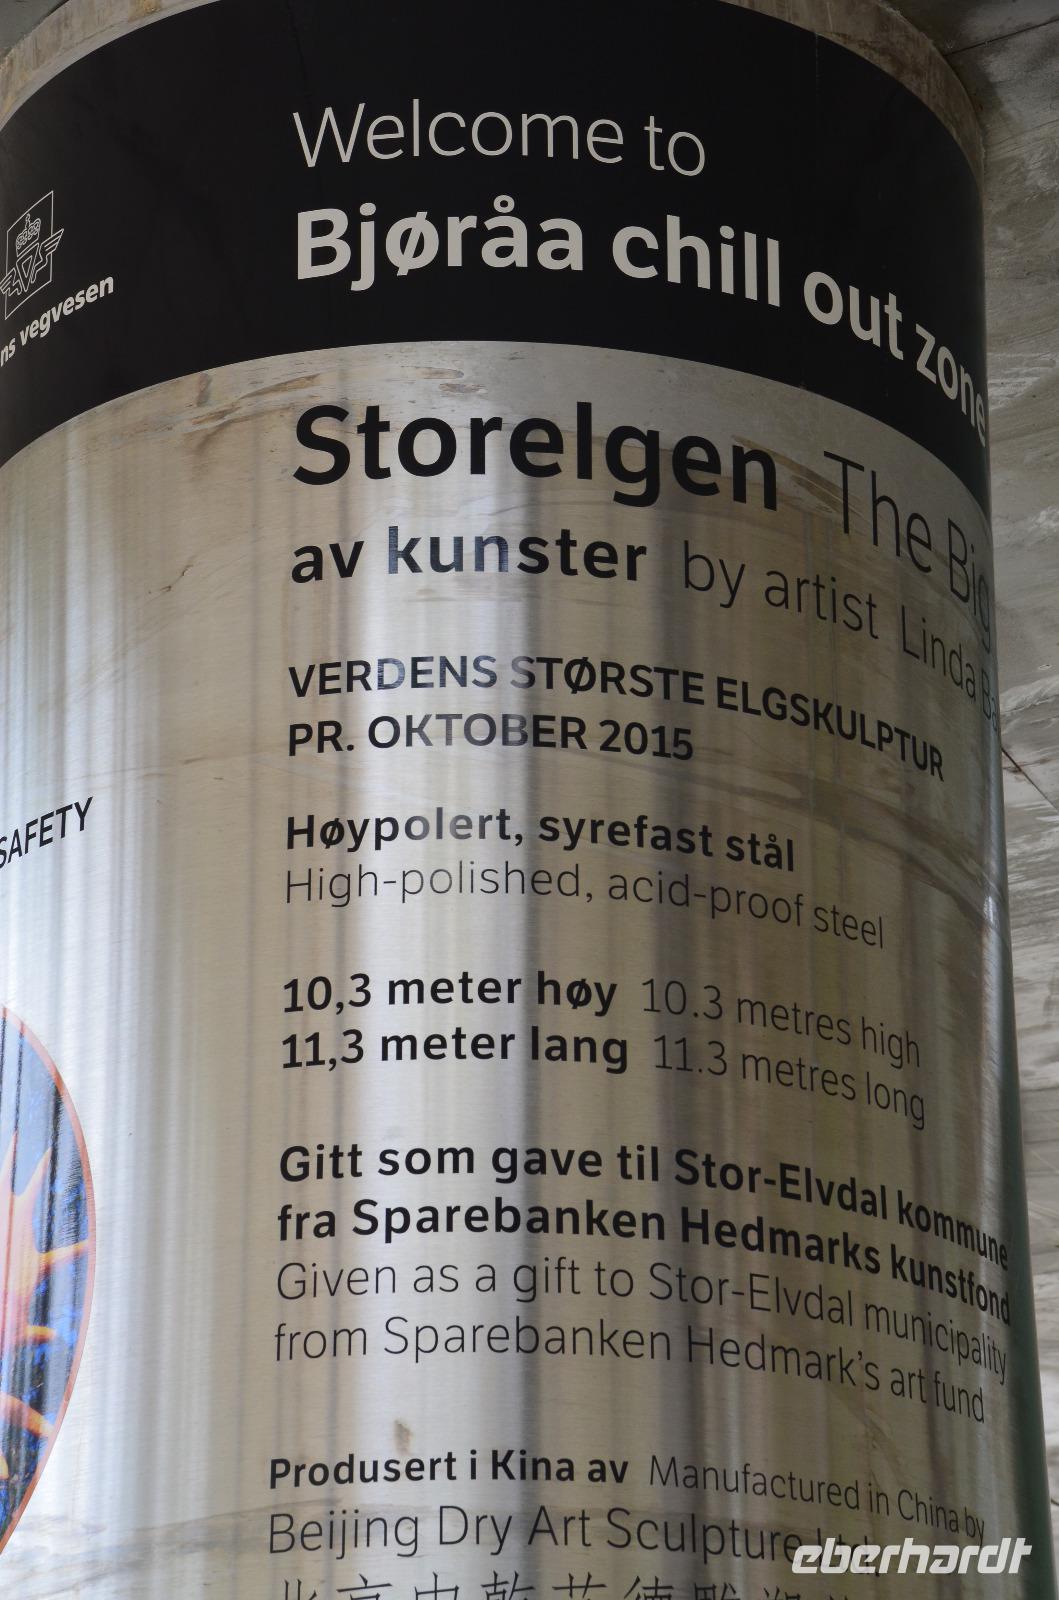 Welcome to
Bjøråa chill out zone
vegvesen
Storelgen The Big
av kunster by artist Linda
VERDENS STØRSTE ELGSKULPTUR
PR. OKTOBER 2015
SAFETY
Høypolert, syrefast stål
High-polished, acid-proof steel
10,3 meter høy 10.3 metres high
11,3 meter lang 11.3 metres long
Gitt som gave til Stor-Elvdal kommune
fra Sparebanken Hedmarks kunstfond
Given as a gift to Stor-Elvdal municipality
from Sparebanken Hedmark's art fund
Produsert i Kina av Manufactured in China by
Beijing Dry Art Sculpture Ltd
eberhardt